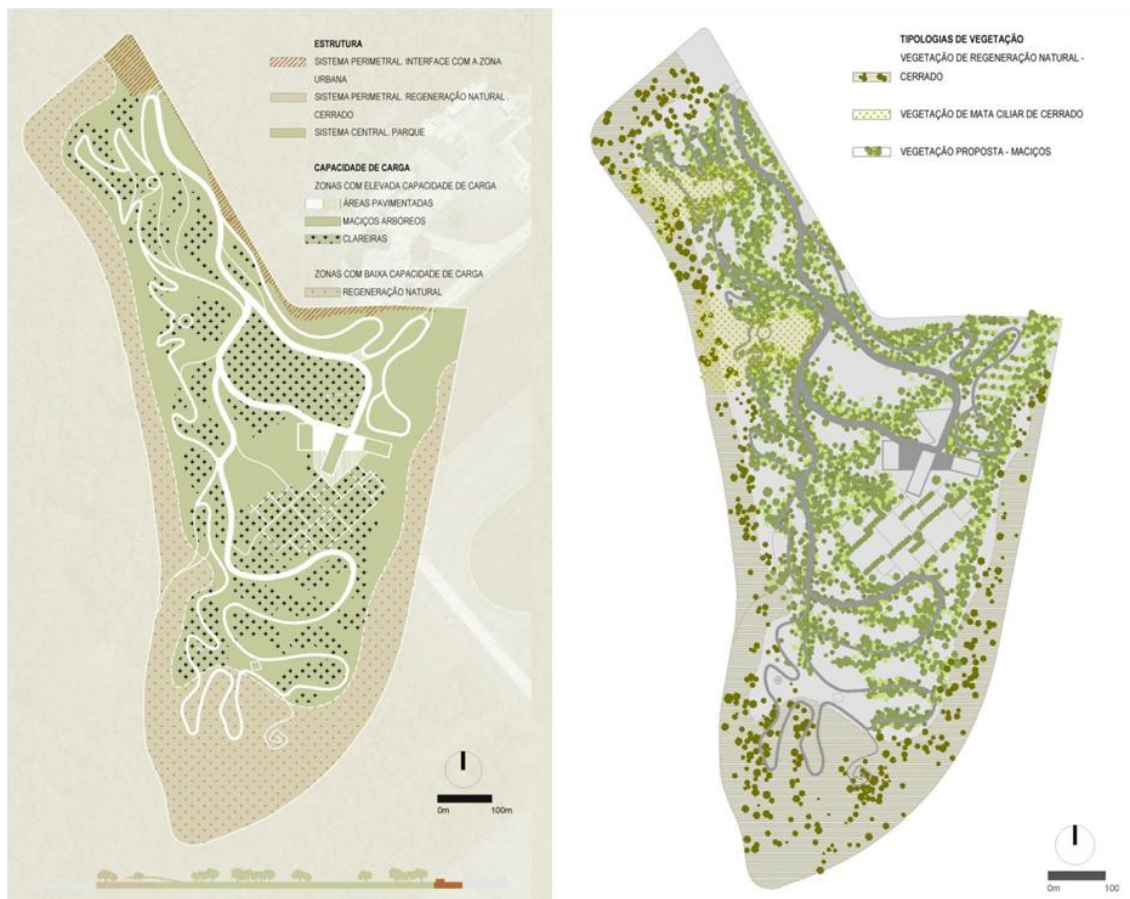 ESTRUTURA
SISTEMA PERIMETRAL. INTERFACE COM A ZONA
URBANA
SISTEMA PERIMETRAL. REGENERAÇÃO NATURAL .
CERRADO
SISTEMA CENTRAL. PARQUE
CAPACIDADE DE CARGA
ZONAS COM ELEVADA CAPACIDADE DE CARGA
ÁREAS PAVIMENTADAS
MACIÇOS ARBÓREOS
CLAREIRAS
ZONAS COM BAIXA CAPACIDADE DE CARGA
REGENERAÇÃO NATURAL
0m 100m
TIPOLOGIAS DE VEGETAÇÃO
VEGETAÇÃO DE REGENERAÇÃO NATURAL -
CERRADO
VEGETAÇÃO DE MATA CILIAR DE CERRADO
VEGETAÇÃO PROPOSTA - MACIÇOS
0m 100